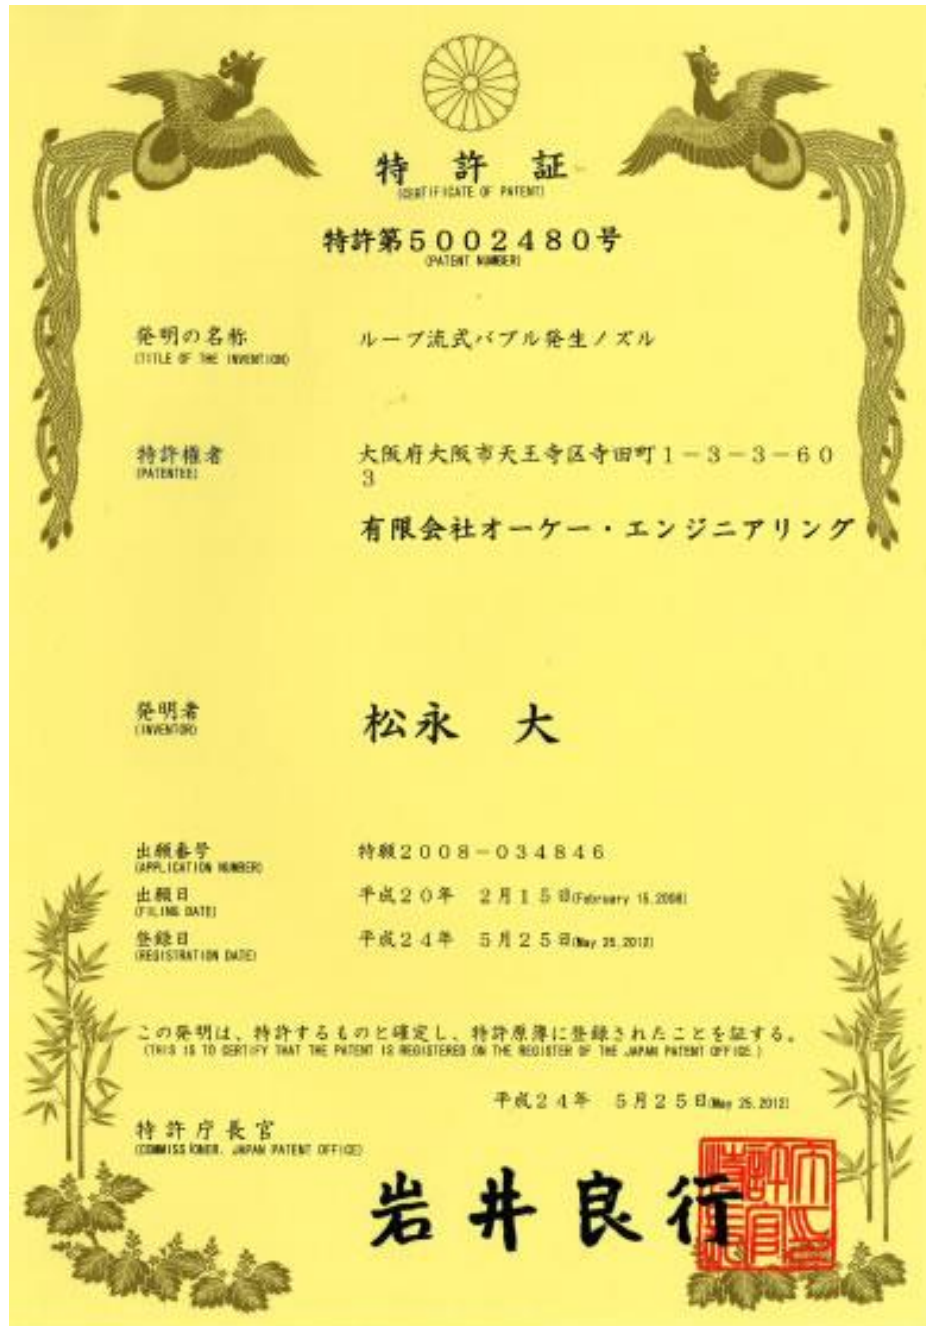 特許証
(CERTIFICATE OF PATENT)
特許第5002480号
(PATENT NUMBER)
発明の名称
(TITLE OF THE INVENTION)
ループ流式バブル発生ノズル
特許権者
(PATENTEE)
大阪府大阪市天王寺区寺田町1-3-3-60
3
有限会社オーケー・エンジニアリング
発明者
(INVENTOR)
松永 大
出願番号
(APPLICATION NUMBER)
特願2008-034846
出願日
(FILING DATE)
平成20年 2月15日(February 15,2008)
登録日
(REGISTRATION DATE)
平成24年 5月25日(May 25,2012)
この発明は、特許するものと確定し、特許原簿に登録されたことを証する。
(THIS IS TO CERTIFY THAT THE PATENT IS REGISTERED ON THE REGISTER OF THE JAPAN PATENT OFFICE.)
平成24年 5月25日(May 25,2012)
特許庁長官
(COMMISSIONER, JAPAN PATENT OFFICE)
岩井良行